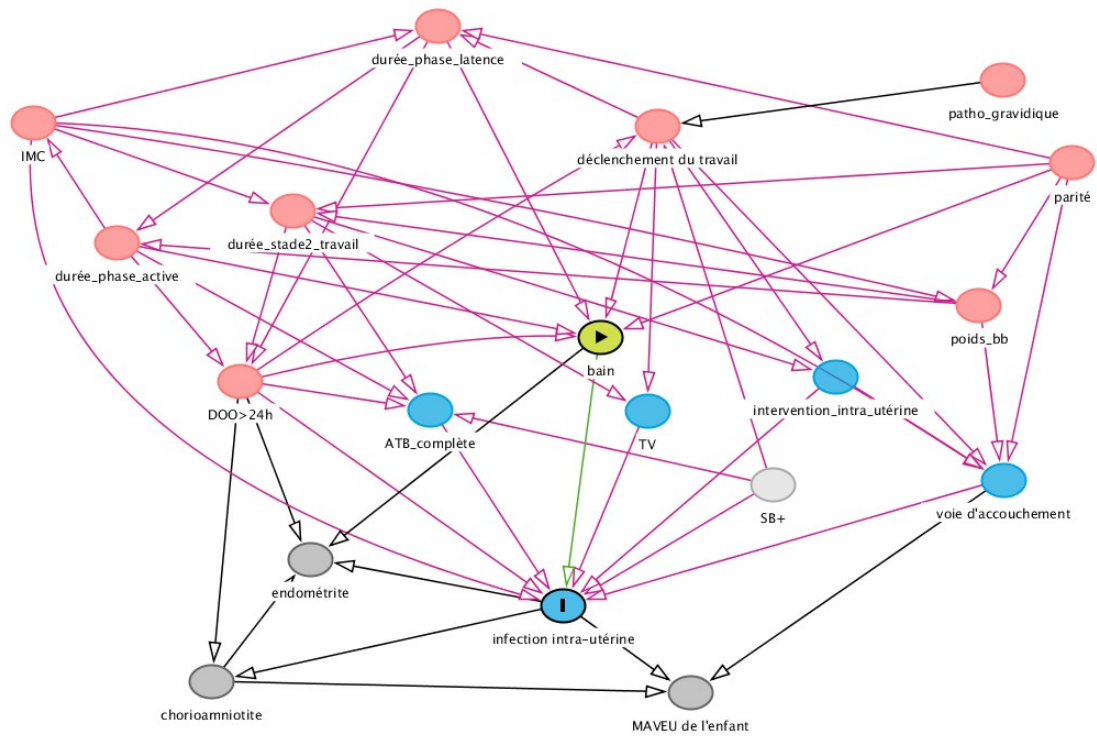 durée_phase_latence
patho_gravidique
IMC
déclenchement du travail
parité
durée_stade2_travail
durée_phase_active
poids_bb
bain
DOO>24h
intervention_intra_utérine
ATB_complète
TV
SB+
voie d'accouchement
endométrite
infection intra-utérine
chorioamniotite
MAVEU de l'enfant